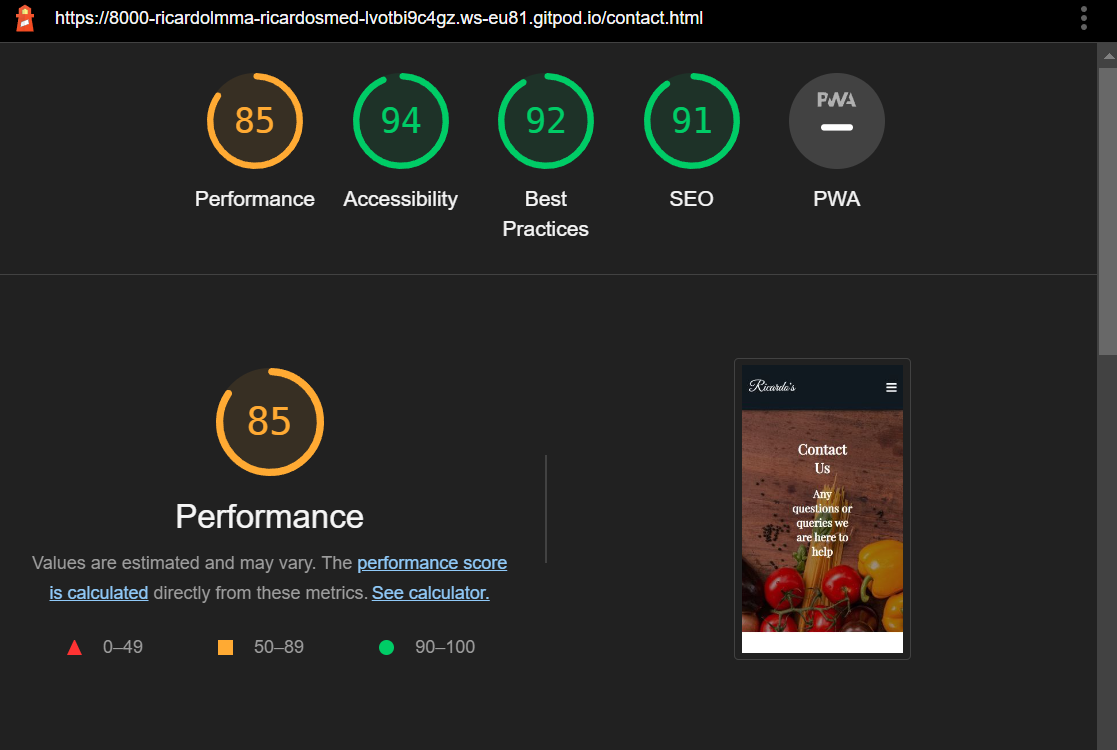 https://8000-ricardolmma-ricardosmed-lvotbi9c4gz.ws-eu81.gitpod.io/contact.html
85
94
92
91
PWA
Performance
Accessibility
Best
Practices
SEO
PWA
85
Performance
Values are estimated and may vary. The performance score
is calculated directly from these metrics. See calculator.
0–49
50–89
90–100
Ricardo's
Contact
Us
Any
questions or
queries we
are here to
help